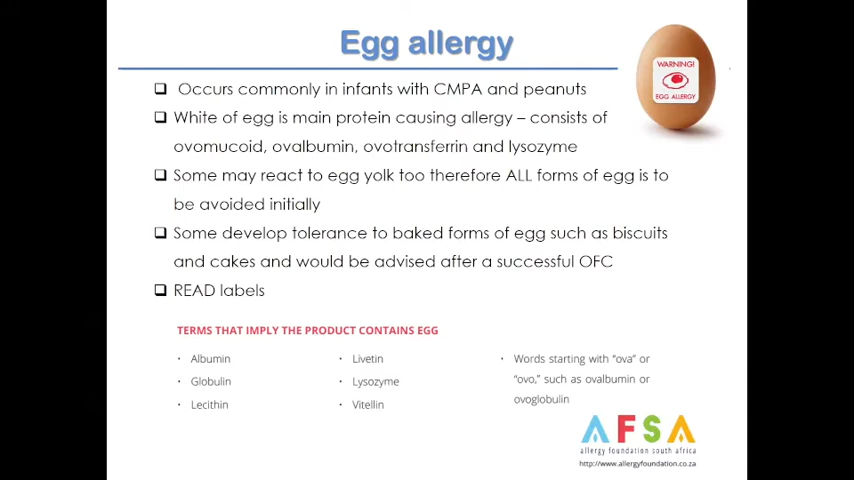 Egg allergy
WARNING!
EGG ALLERGY
Occurs commonly in infants with CMPA and peanuts
White of egg is main protein causing allergy – consists of
ovomucoid, ovalbumin, ovotransferrin and lysozyme
Some may react to egg yolk too therefore ALL forms of egg is to
be avoided initially
Some develop tolerance to baked forms of egg such as biscuits
and cakes and would be advised after a successful OFC
READ labels
TERMS THAT IMPLY THE PRODUCT CONTAINS EGG
Albumin
Globulin
Lecithin
Livetin
Lysozyme
Vitellin
Words starting with “ova” or
“ovo,” such as ovalbumin or
ovoglobulin
AFSA
allergy foundation south africa
http://www.allergyfoundation.co.za